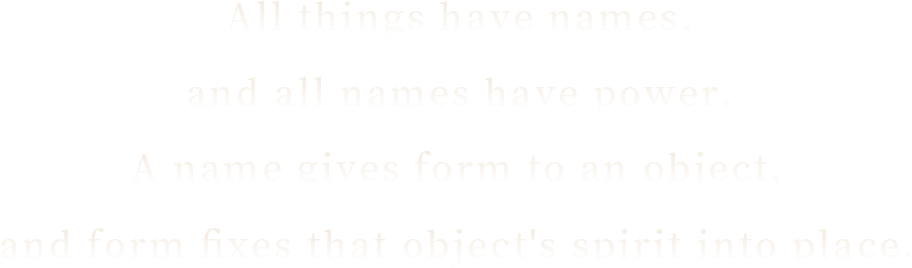 All things have names,
and all names have power.
A name gives form to an object,
and form fixes that object's spirit into place.